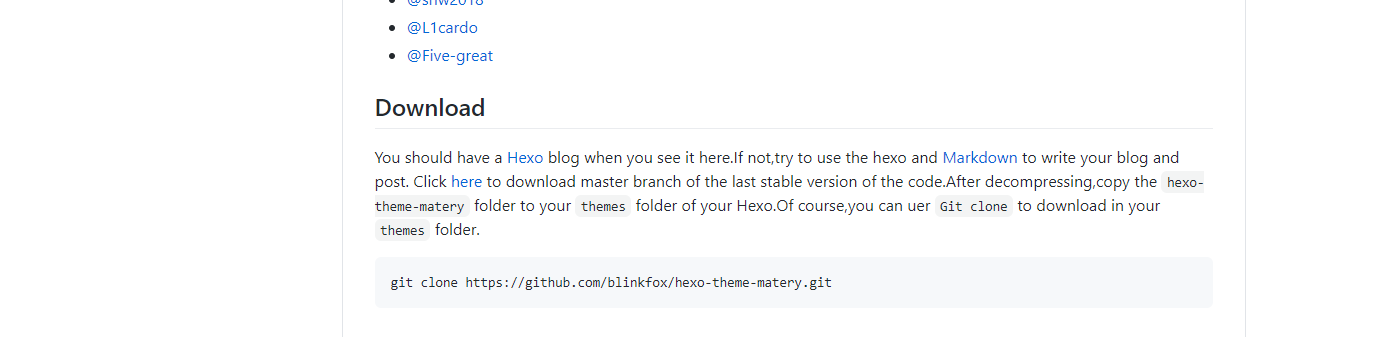 @L1cardo
@Five-great
Download
You should have a Hexo blog when you see it here.If not,try to use the hexo and Markdown to write your blog and
post. Click here to download master branch of the last stable version of the code.After decompressing,copy the hexo-
theme-matery folder to your themes folder of your Hexo.Of course,you can uer Git clone to download in your
themes folder.
git clone https://github.com/blinkfox/hexo-theme-matery.git